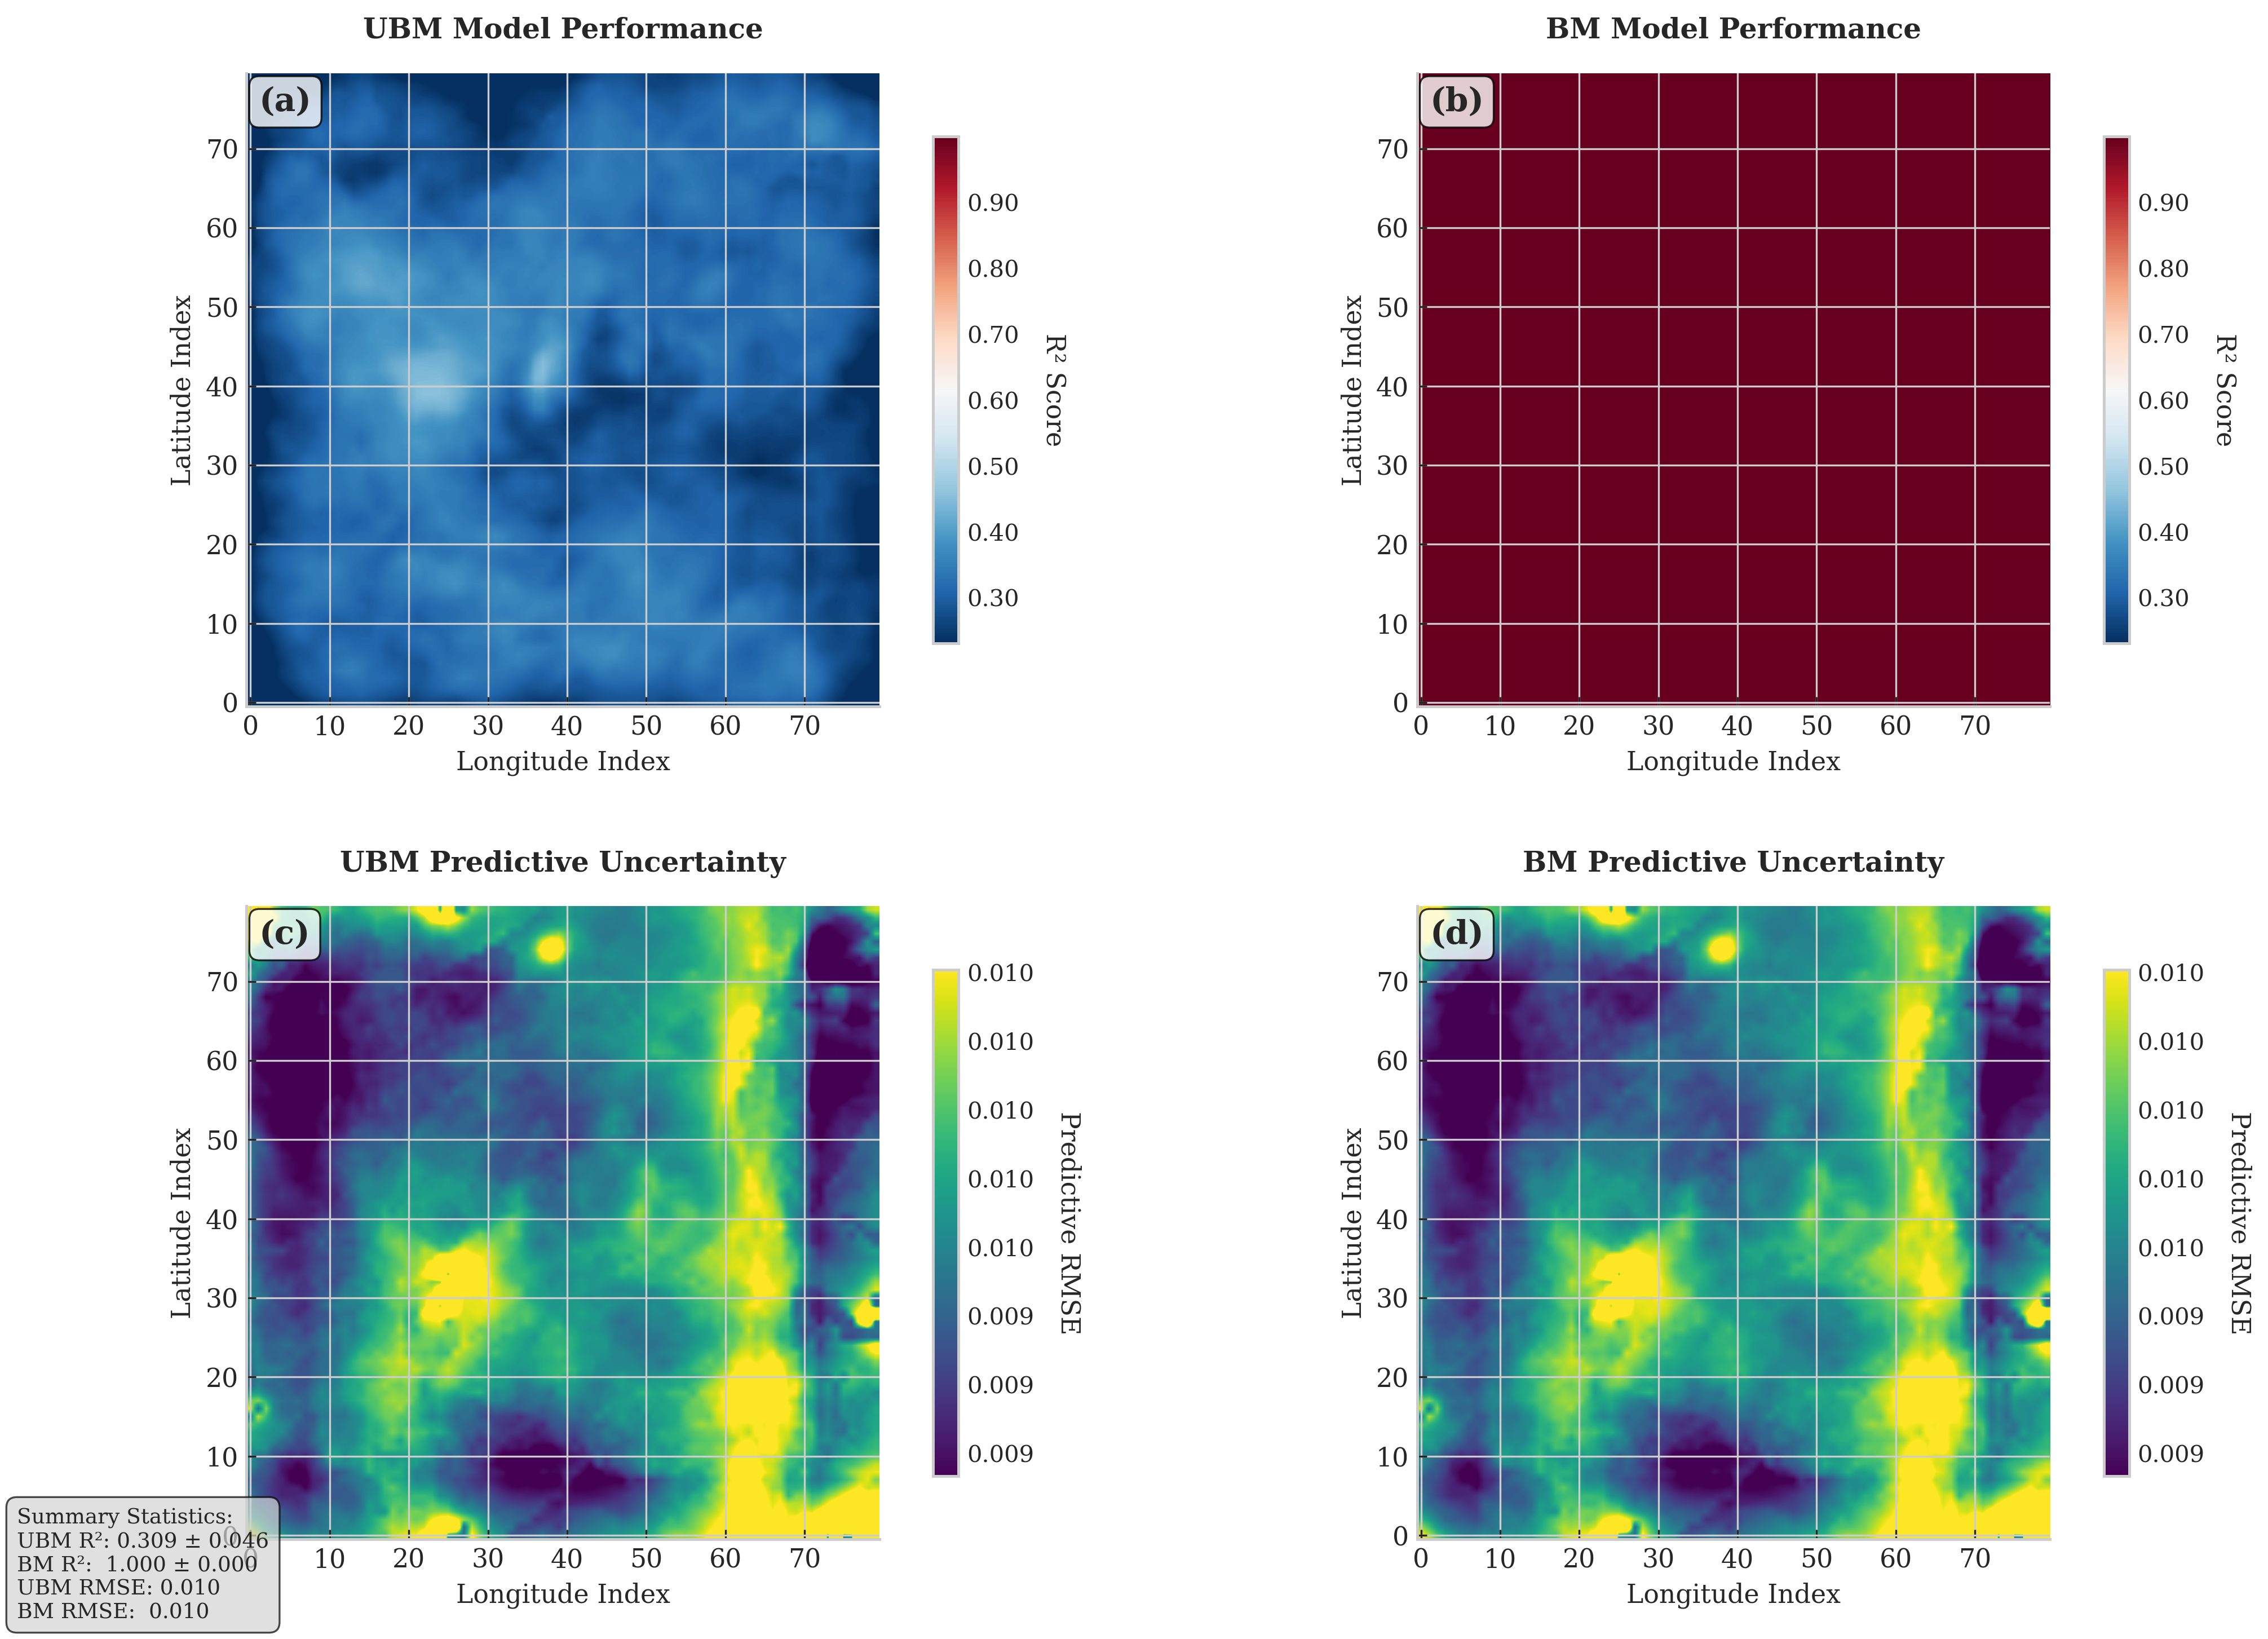 UBM Model Performance
(a)
70
60
50
40
30
20
10
0
0 10 20 30 40 50 60 70
Longitude Index
Latitude Index
0.90
0.80
0.70
0.60
0.50
0.40
0.30
R² Score
BM Model Performance
(b)
70
60
50
40
30
20
10
0
0 10 20 30 40 50 60 70
Longitude Index
Latitude Index
0.90
0.80
0.70
0.60
0.50
0.40
0.30
R² Score
UBM Predictive Uncertainty
(c)
70
60
50
40
30
20
10
0
0 10 20 30 40 50 60 70
Longitude Index
Latitude Index
0.010
0.010
0.010
0.010
0.010
0.009
0.009
0.009
Predictive RMSE
BM Predictive Uncertainty
(d)
70
60
50
40
30
20
10
0
0 10 20 30 40 50 60 70
Longitude Index
Latitude Index
0.010
0.010
0.010
0.010
0.010
0.009
0.009
0.009
Predictive RMSE
Summary Statistics:
UBM R²: 0.309 ± 0.046
BM R²: 1.000 ± 0.000
UBM RMSE: 0.010
BM RMSE: 0.010